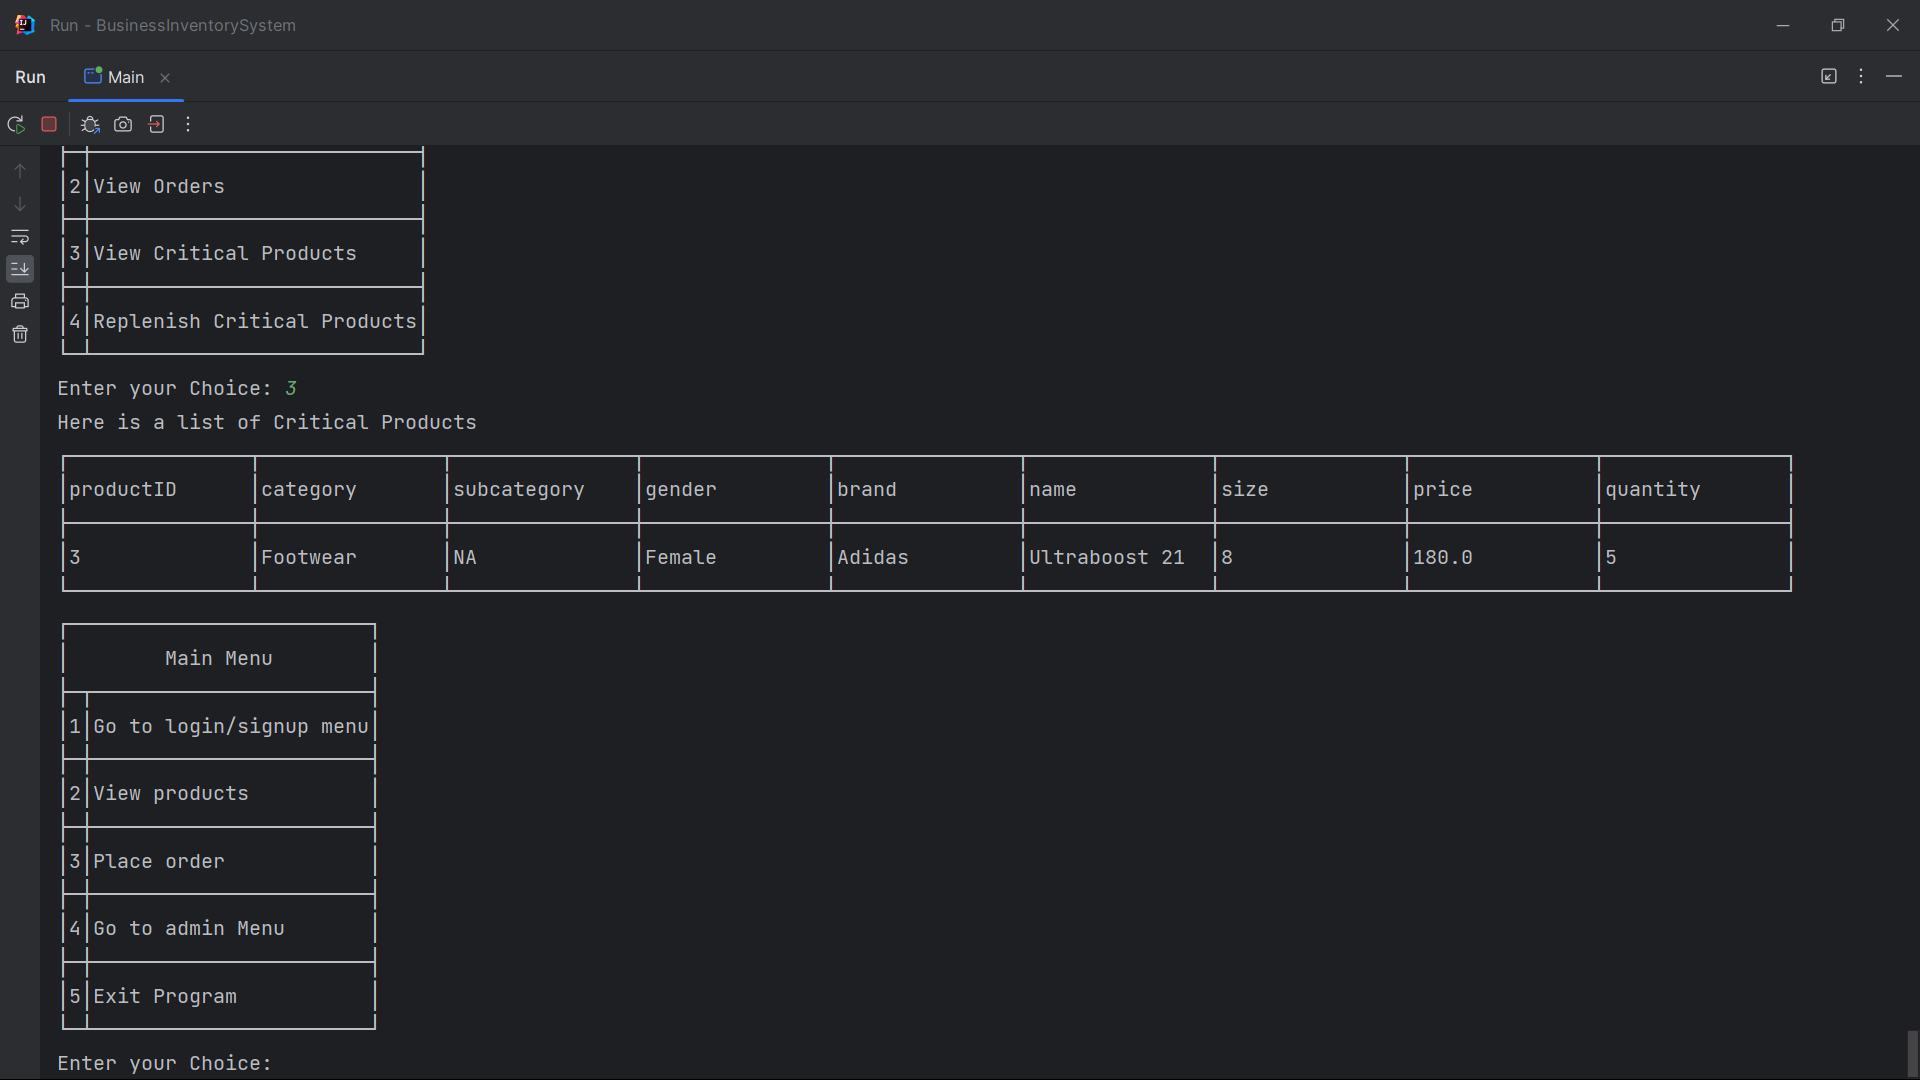 Run - BusinessInventorySystem
Run Main
2 View Orders
3 View Critical Products
4 Replenish Critical Products
Enter your Choice: 3
Here is a list of Critical Products
productID category subcategory gender brand name size price quantity
3 Footwear NA Female Adidas Ultraboost 21 8 180.0 5
Main Menu
1 Go to login/signup menu
2 View products
3 Place order
4 Go to admin Menu
5 Exit Program
Enter your Choice: